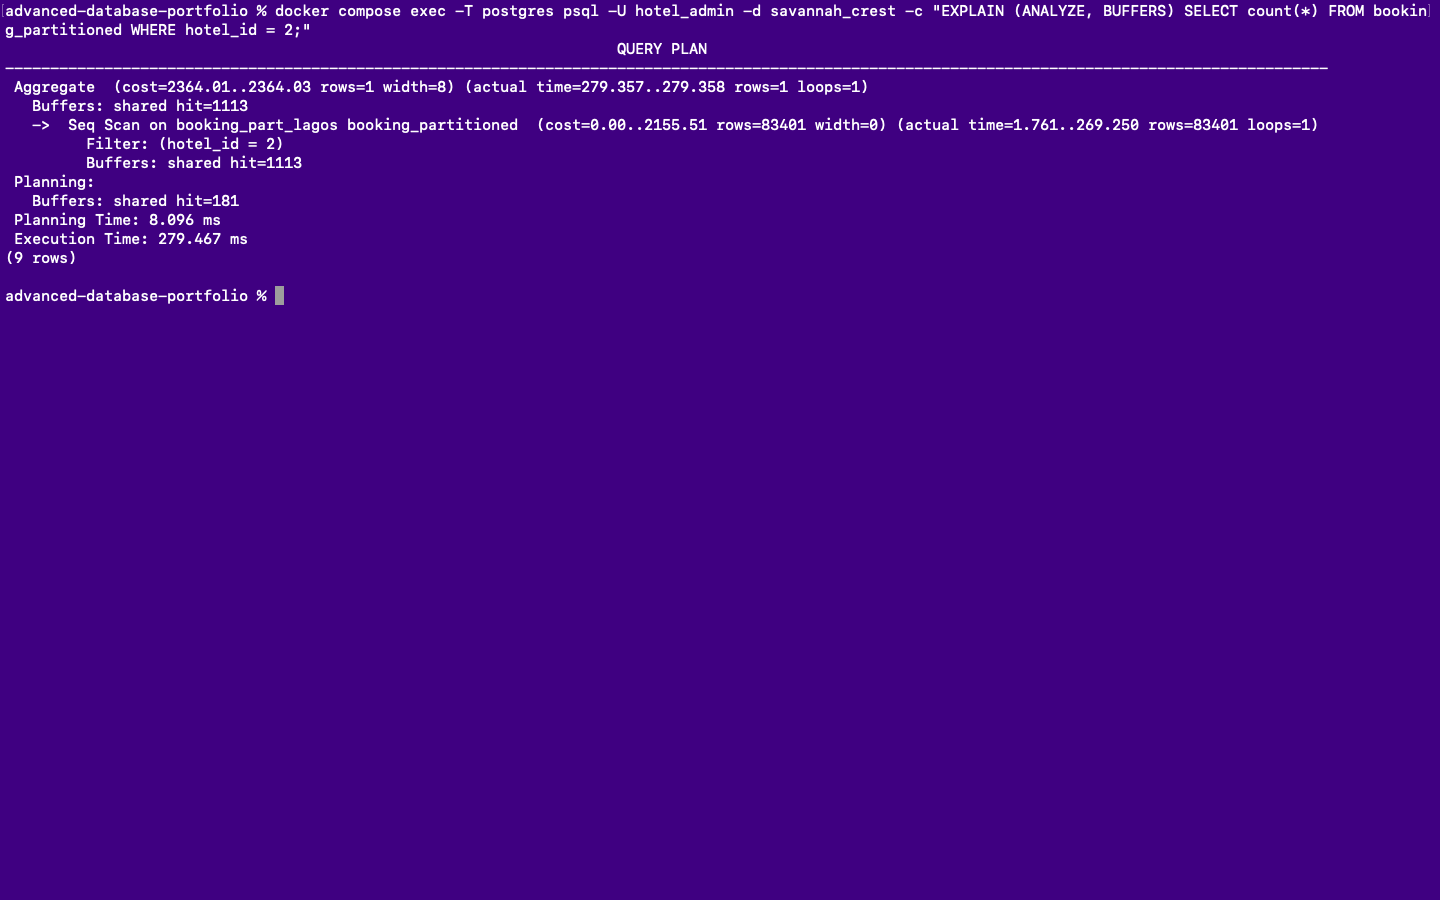 advanced-database-portfolio % docker compose exec -T postgres psql -U hotel_admin -d savannah_crest -c "EXPLAIN (ANALYZE, BUFFERS) SELECT count(*) FROM bookin
g_partitioned WHERE hotel_id = 2;"
QUERY PLAN
---------------------------------------------------------------------------------------------------------------------------------------------------
 Aggregate  (cost=2364.01..2364.03 rows=1 width=8) (actual time=279.357..279.358 rows=1 loops=1)
   Buffers: shared hit=1113
   ->  Seq Scan on booking_part_lagos booking_partitioned  (cost=0.00..2155.51 rows=83401 width=0) (actual time=1.761..269.250 rows=83401 loops=1)
         Filter: (hotel_id = 2)
         Buffers: shared hit=1113
 Planning:
   Buffers: shared hit=181
 Planning Time: 8.096 ms
 Execution Time: 279.467 ms
(9 rows)
advanced-database-portfolio %